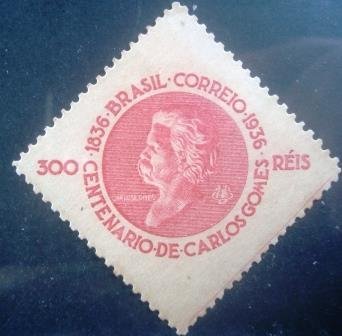 1836 · BRASIL · CORREIO · 1936
300 RÉIS
CENTENARIO · DE · CARLOS GOMES